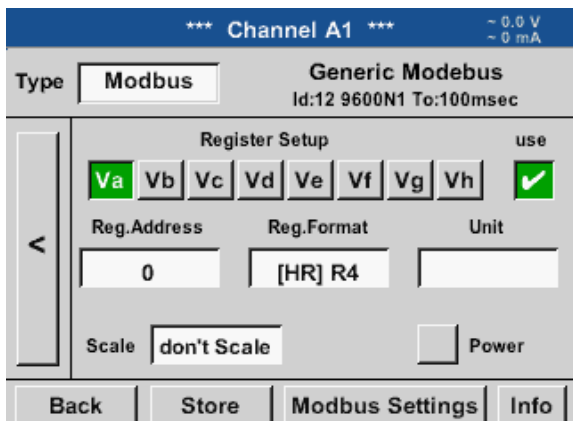 *** Channel A1 *** ~ 0.0 V
~ 0 mA
Type Modbus Generic Modebus
Id:12 9600N1 To:100msec
Register Setup use
Va Vb Vc Vd Ve Vf Vg Vh
<
Reg.Address Reg.Format Unit
0 [HR] R4
Scale don't Scale Power
Back Store Modbus Settings Info